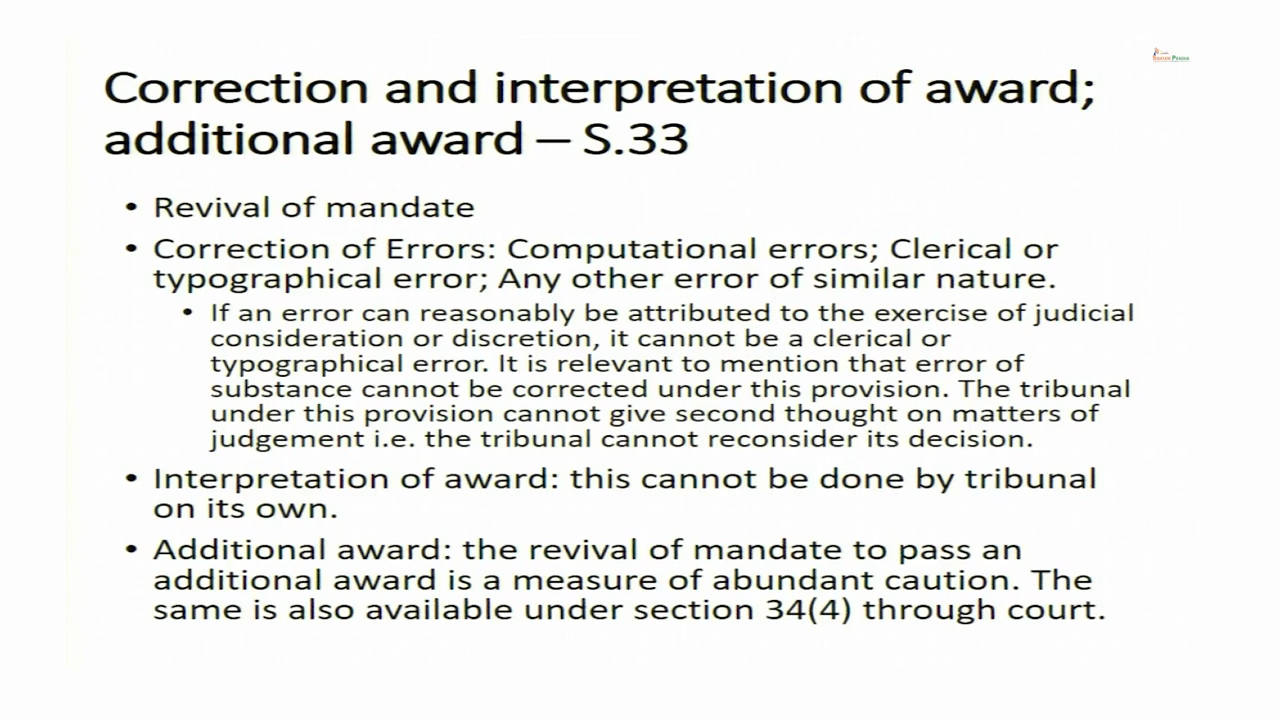 Correction and interpretation of award;
additional award – S.33
• Revival of mandate
• Correction of Errors: Computational errors; Clerical or
typographical error; Any other error of similar nature.
• If an error can reasonably be attributed to the exercise of judicial
consideration or discretion, it cannot be a clerical or
typographical error. It is relevant to mention that error of
substance cannot be corrected under this provision. The tribunal
under this provision cannot give second thought on matters of
judgement i.e. the tribunal cannot reconsider its decision.
• Interpretation of award: this cannot be done by tribunal
on its own.
• Additional award: the revival of mandate to pass an
additional award is a measure of abundant caution. The
same is also available under section 34(4) through court.